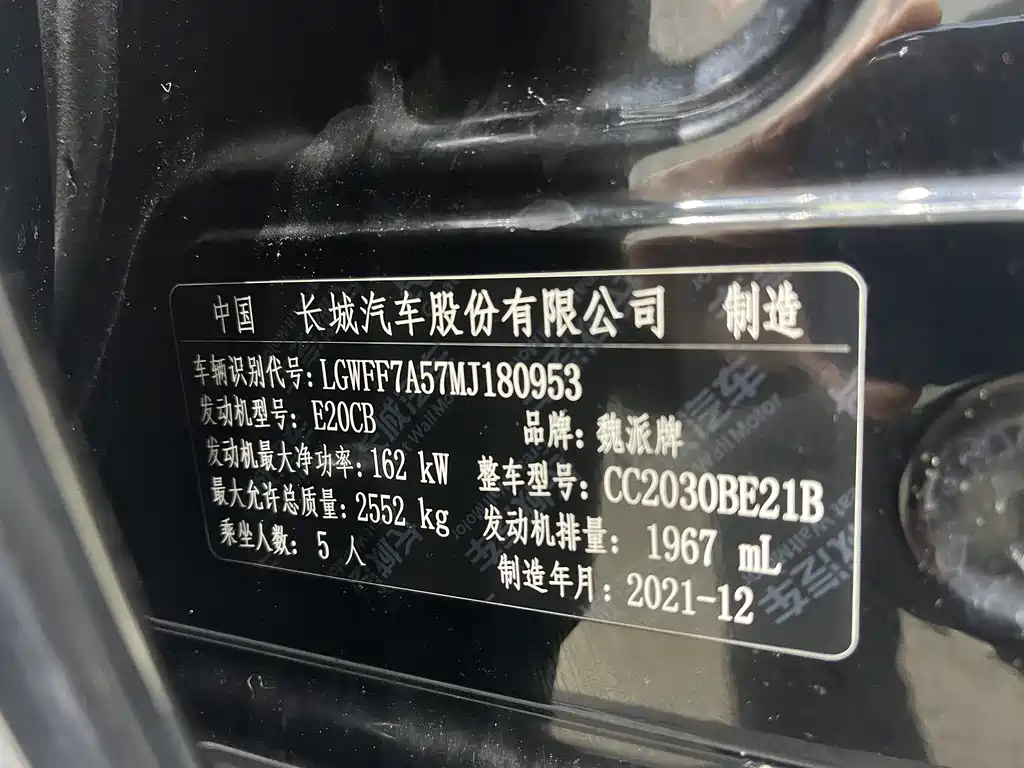 中国 长城汽车股份有限公司 制造
车辆识别代号：LGWFF7A57MJ180953
发动机型号：E20CB 品牌：魏派牌
发动机最大净功率：162 kW 整车型号：CC2030BE21B
最大允许总质量：2552 kg 发动机排量：1967 mL
乘坐人数：5 人 制造年月：2021-12